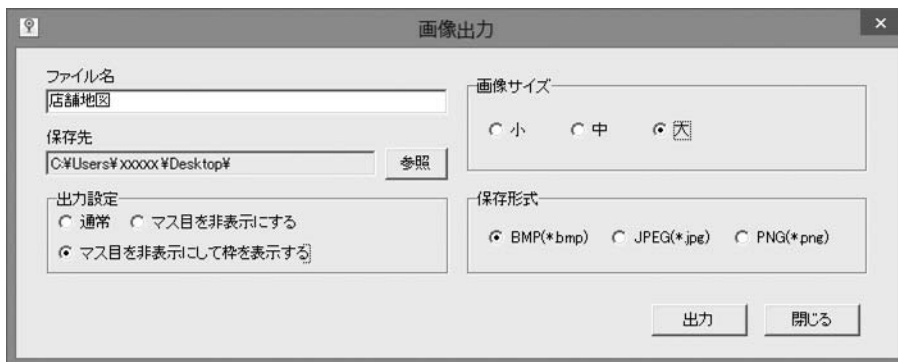 画像出力
ファイル名
店舗地図
保存先
C:¥Users¥xxxxx¥Desktop¥
参照
出力設定
通常 マス目を非表示にする
マス目を非表示にして枠を表示する
画像サイズ
小 中 大
保存形式
BMP(*bmp) JPEG(*.jpg) PNG(*png)
出力 閉じる